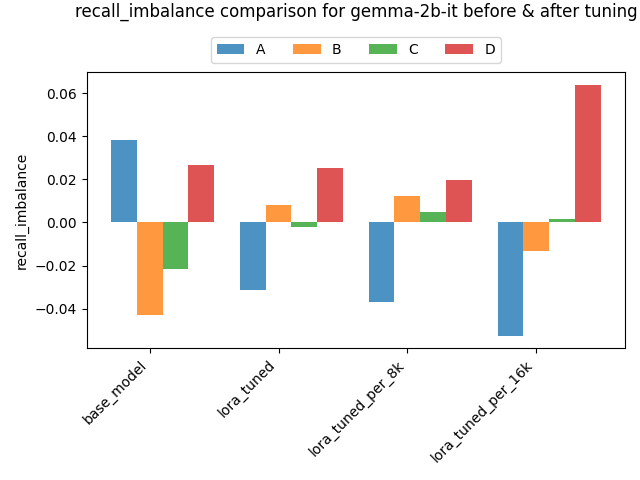 recall_imbalance comparison for gemma-2b-it before & after tuning
A B C D
0.06
0.04
0.02
0.00
−0.02
−0.04
recall_imbalance
base_model
lora_tuned
lora_tuned_per_8k
lora_tuned_per_16k